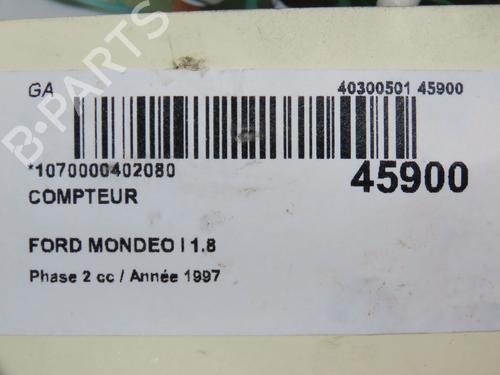 GA 40300501 45900
B-PARTS
*1070000402080 45900
COMPTEUR
FORD MONDEO I 1.8
Phase 2 cc / Année 1997